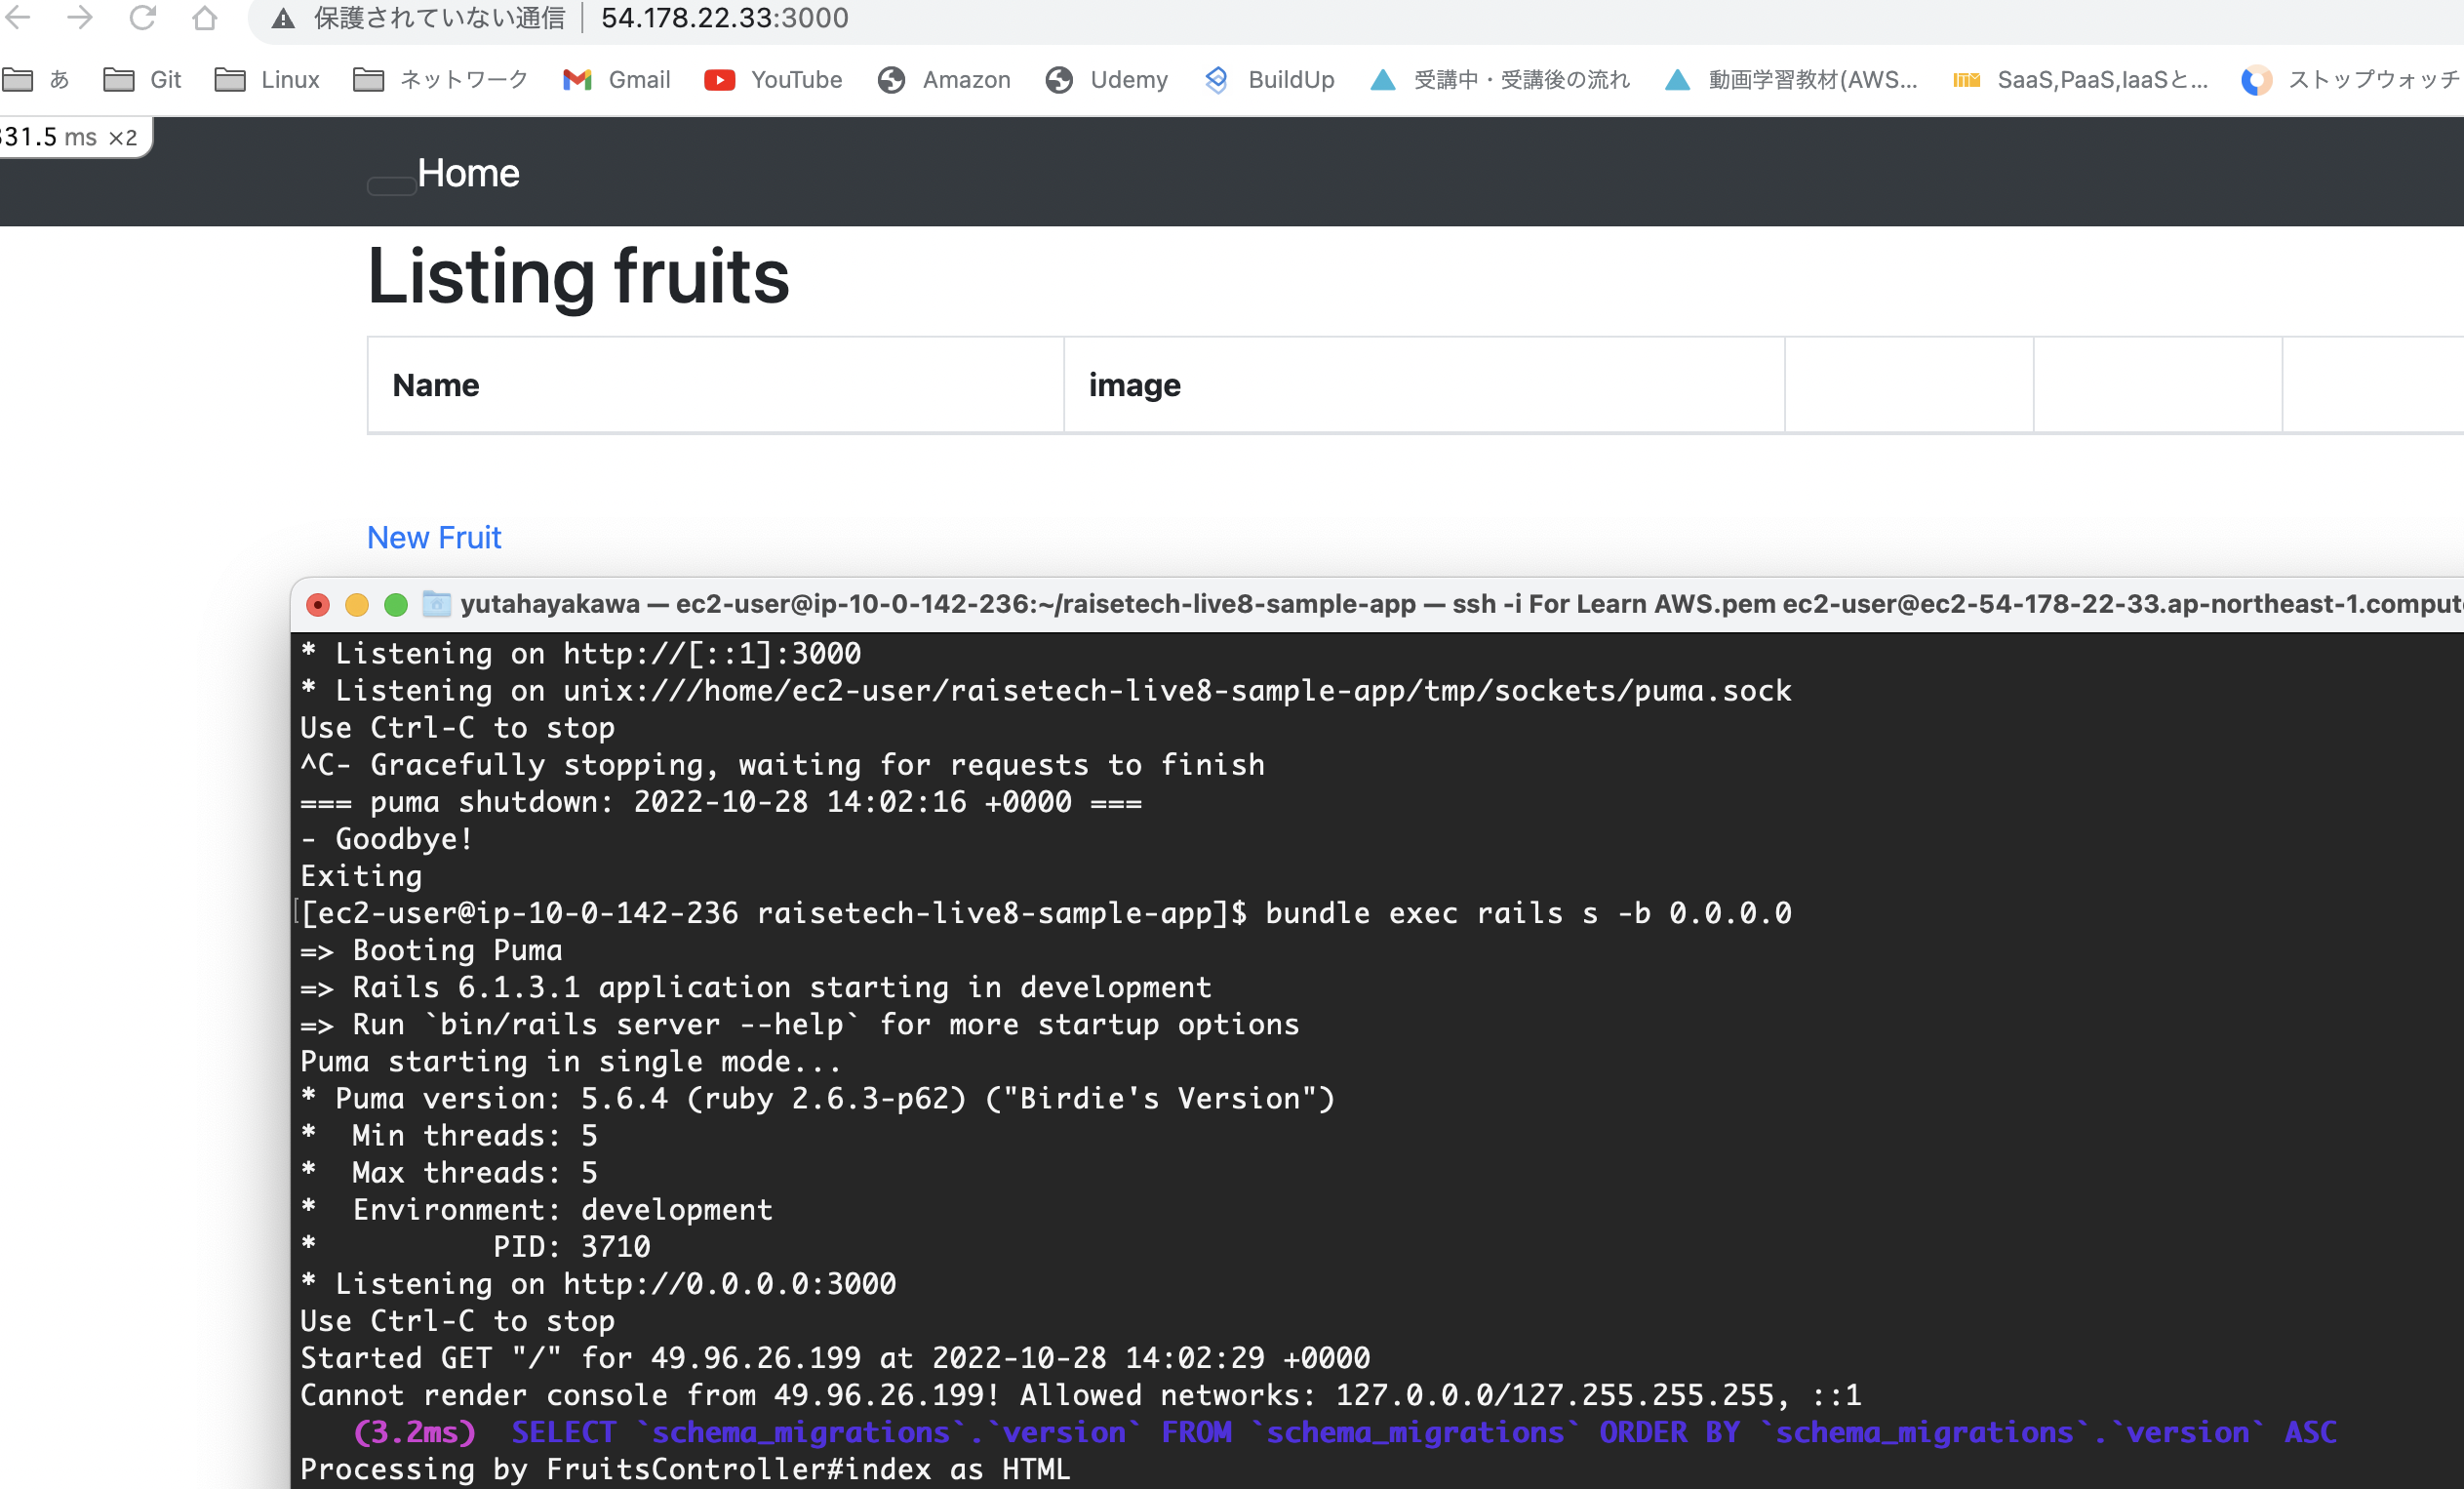 保護されていない通信 54.178.22.33:3000
あ Git Linux ネットワーク Gmail YouTube Amazon Udemy BuildUp 受講中・受講後の流れ 動画学習教材(AWS... SaaS,PaaS,IaaSと... ストップウォッチ
331.5 ms ×2
Home
Listing fruits
Name image
New Fruit
yutahayakawa — ec2-user@ip-10-0-142-236:~/raisetech-live8-sample-app — ssh -i For Learn AWS.pem ec2-user@ec2-54-178-22-33.ap-northeast-1.comput
* Listening on http://[::1]:3000
* Listening on unix:///home/ec2-user/raisetech-live8-sample-app/tmp/sockets/puma.sock
Use Ctrl-C to stop
^C- Gracefully stopping, waiting for requests to finish
=== puma shutdown: 2022-10-28 14:02:16 +0000 ===
- Goodbye!
Exiting
[ec2-user@ip-10-0-142-236 raisetech-live8-sample-app]$ bundle exec rails s -b 0.0.0.0
=> Booting Puma
=> Rails 6.1.3.1 application starting in development
=> Run `bin/rails server --help` for more startup options
Puma starting in single mode...
* Puma version: 5.6.4 (ruby 2.6.3-p62) ("Birdie's Version")
*  Min threads: 5
*  Max threads: 5
*  Environment: development
*          PID: 3710
* Listening on http://0.0.0.0:3000
Use Ctrl-C to stop
Started GET "/" for 49.96.26.199 at 2022-10-28 14:02:29 +0000
Cannot render console from 49.96.26.199! Allowed networks: 127.0.0.0/127.255.255.255, ::1
(3.2ms)  SELECT `schema_migrations`.`version` FROM `schema_migrations` ORDER BY `schema_migrations`.`version` ASC
Processing by FruitsController#index as HTML